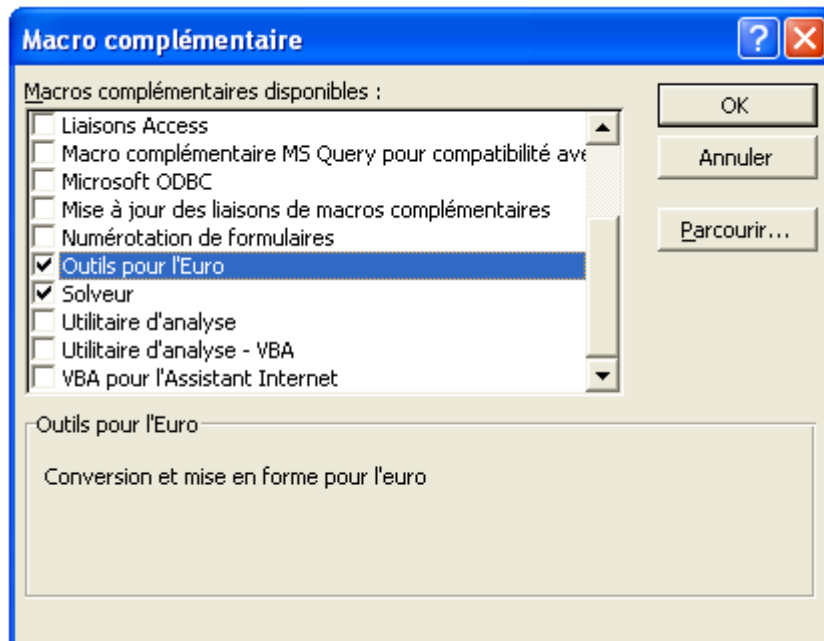 Macro complémentaire
Macros complémentaires disponibles :
Liaisons Access
Macro complémentaire MS Query pour compatibilité ave
Microsoft ODBC
Mise à jour des liaisons de macros complémentaires
Numérotation de formulaires
Outils pour l'Euro
Solveur
Utilitaire d'analyse
Utilitaire d'analyse - VBA
VBA pour l'Assistant Internet
OK
Annuler
Parcourir...
Outils pour l'Euro
Conversion et mise en forme pour l'euro